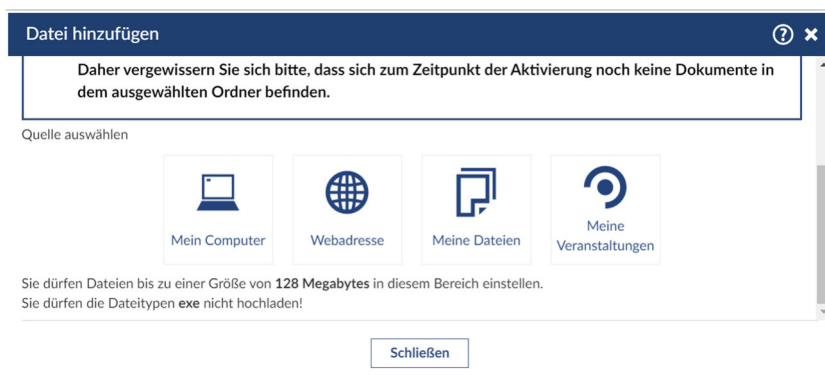 Datei hinzufügen
Daher vergewissern Sie sich bitte, dass sich zum Zeitpunkt der Aktivierung noch keine Dokumente in
dem ausgewählten Ordner befinden.
Quelle auswählen
Mein Computer
Webadresse
Meine Dateien
Meine
Veranstaltungen
Sie dürfen Dateien bis zu einer Größe von 128 Megabytes in diesem Bereich einstellen.
Sie dürfen die Dateitypen exe nicht hochladen!
Schließen